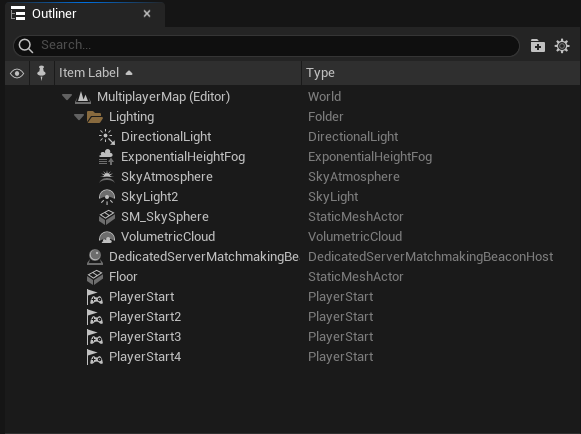 Outliner
Search...
Item Label Type
MultiplayerMap (Editor) World
Lighting Folder
DirectionalLight DirectionalLight
ExponentialHeightFog ExponentialHeightFog
SkyAtmosphere SkyAtmosphere
SkyLight2 SkyLight
SM_SkySphere StaticMeshActor
VolumetricCloud VolumetricCloud
DedicatedServerMatchmakingBea DedicatedServerMatchmakingBeaconHost
Floor StaticMeshActor
PlayerStart PlayerStart
PlayerStart2 PlayerStart
PlayerStart3 PlayerStart
PlayerStart4 PlayerStart